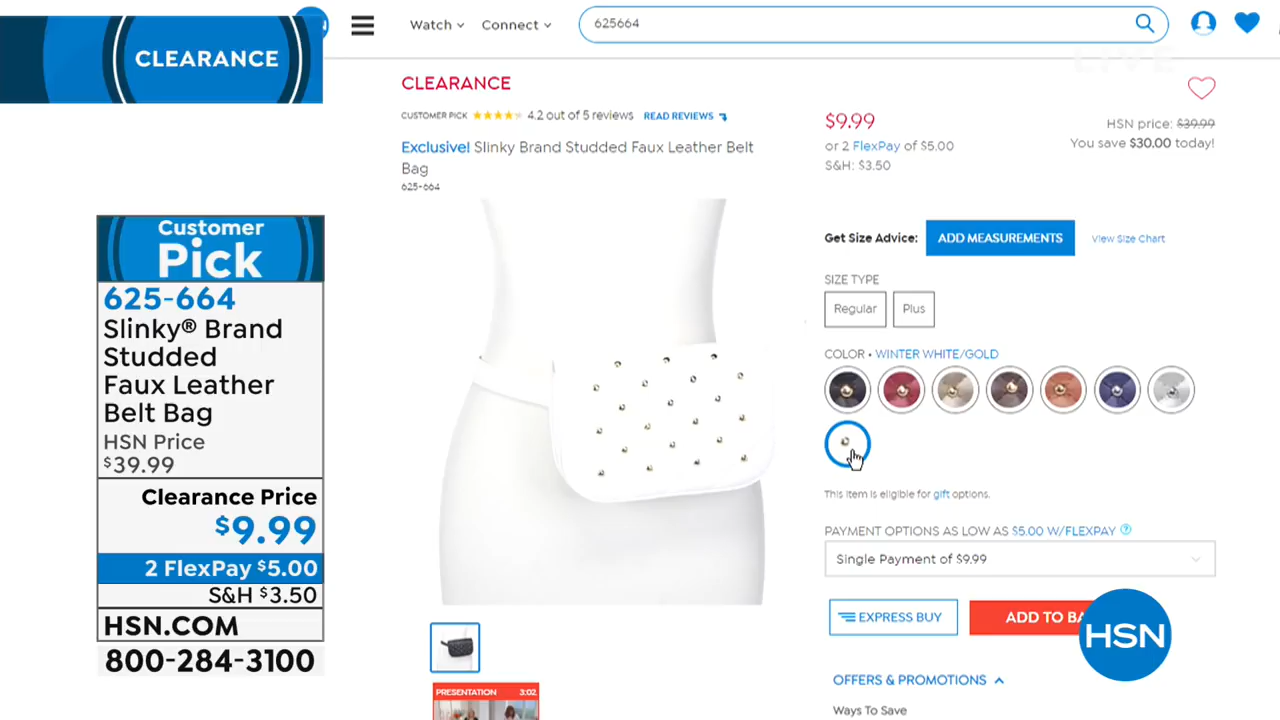 CLEARANCE
Watch
Connect
625664
LIVE
CLEARANCE
CUSTOMER PICK
4.2 out of 5 reviews
READ REVIEWS
Exclusive! Slinky Brand Studded Faux Leather Belt
Bag
625-664
$9.99
or 2 FlexPay of $5.00
S&H: $3.50
HSN price: $39.99
You save $30.00 today!
Get Size Advice:
ADD MEASUREMENTS
View Size Chart
SIZE TYPE
Regular
Plus
COLOR • WINTER WHITE/GOLD
This item is eligible for gift options.
PAYMENT OPTIONS AS LOW AS $5.00 W/FLEXPAY ?
Single Payment of $9.99
EXPRESS BUY
ADD TO BA
HSN
OFFERS & PROMOTIONS
Ways To Save
PRESENTATION 3:02
Customer
Pick
625-664
Slinky® Brand
Studded
Faux Leather
Belt Bag
HSN Price
$39.99
Clearance Price
$9.99
2 FlexPay $5.00
S&H $3.50
HSN.COM
800-284-3100